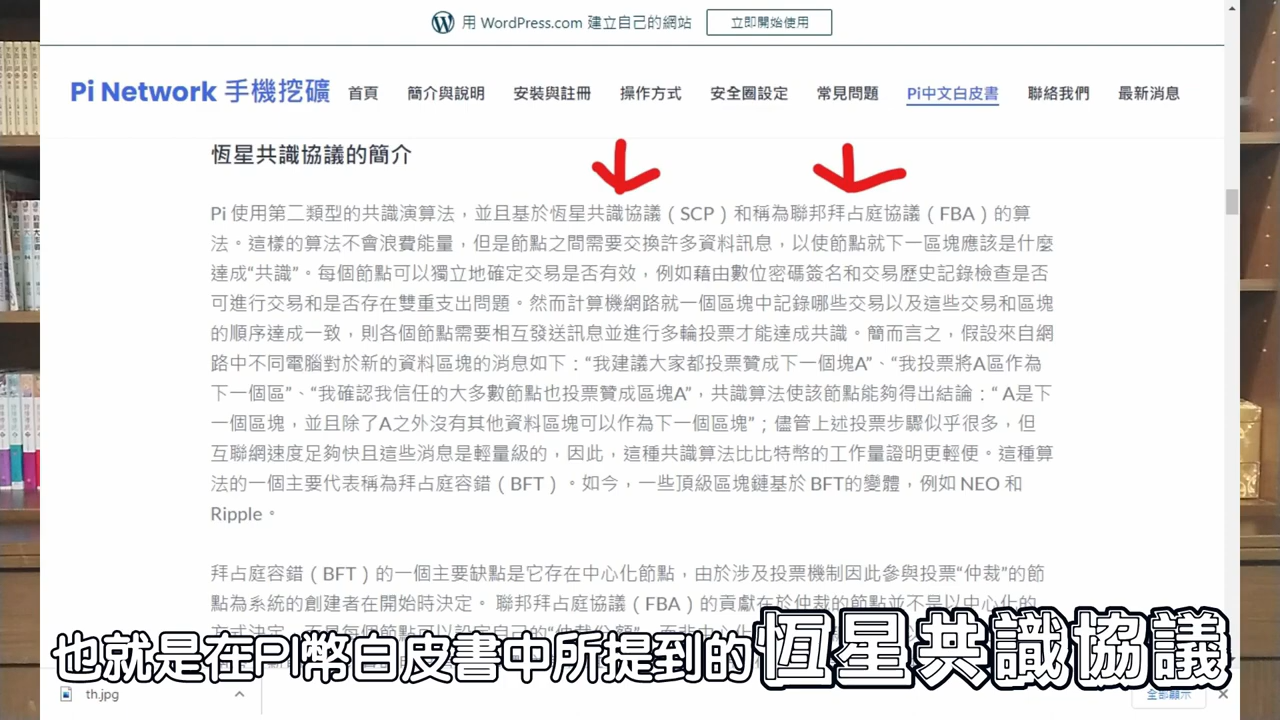 用 WordPress.com 建立自己的網站 立即開始使用
Pi Network 手機挖礦 首頁 簡介與說明 安裝與註冊 操作方式 安全圈設定 常見問題 Pi中文白皮書 聯絡我們 最新消息
恆星共識協議的簡介
Pi 使用第二類型的共識演算法，並且基於恆星共識協議（SCP）和稱為聯邦拜占庭協議（FBA）的算
法。這樣的算法不會浪費能量，但是節點之間需要交換許多資料訊息，以使節點就下一區塊應該是什麼
達成“共識”。每個節點可以獨立地確定交易是否有效，例如藉由數位密碼簽名和交易歷史記錄檢查是否
可進行交易和是否存在雙重支出問題。然而計算機網路就一個區塊中記錄哪些交易以及這些交易和區塊
的順序達成一致，則各個節點需要相互發送訊息並進行多輪投票才能達成共識。簡而言之，假設來自網
路中不同電腦對於新的資料區塊的消息如下：“我建議大家都投票贊成下一個塊A”、“我投票將A區作為
下一個區”、“我確認我信任的大多數節點也投票贊成區塊A”，共識算法使該節點能夠得出結論：“ A是下
一個區塊，並且除了A之外沒有其他資料區塊可以作為下一個區塊”；儘管上述投票步驟似乎很多，但
互聯網速度足夠快且這些消息是輕量級的，因此，這種共識算法比比特幣的工作量證明更輕便。這種算
法的一個主要代表稱為拜占庭容錯（BFT）。如今，一些頂級區塊鏈基於 BFT的變體，例如 NEO 和
Ripple。
拜占庭容錯（BFT）的一個主要缺點是它存在中心化節點，由於涉及投票機制因此參與投票“仲裁”的節
點為系統的創建者在開始時決定。 聯邦拜占庭協議（FBA）的貢獻在於仲裁的節點並不是以中心化的
也就是在PI幣白皮書中所提到的恆星共識協議
th.jpg 全部顯示